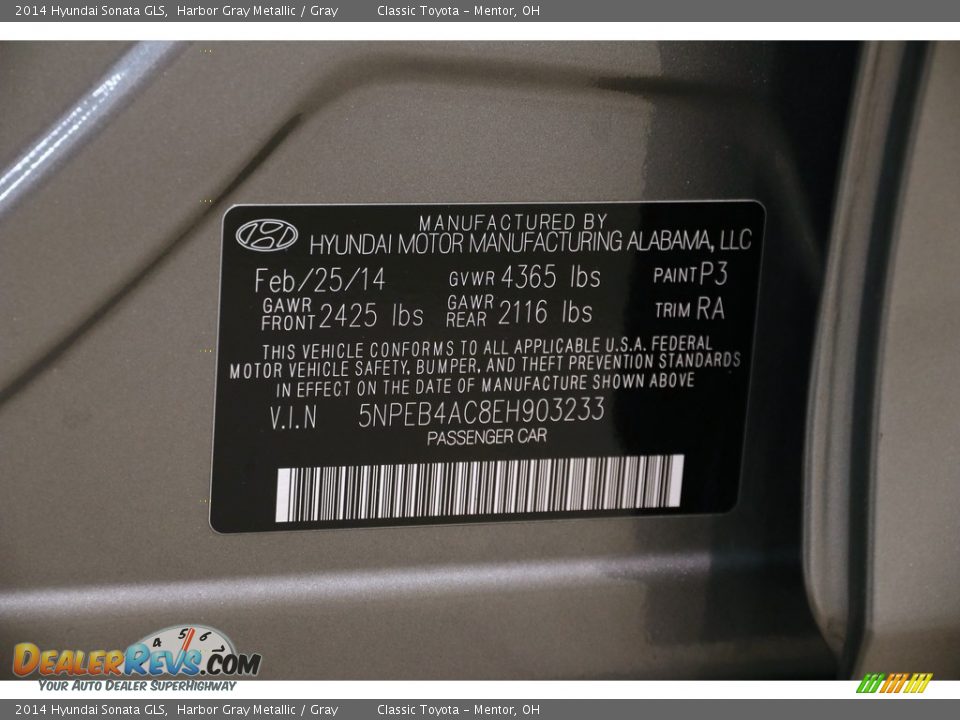 2014 Hyundai Sonata GLS, Harbor Gray Metallic / Gray Classic Toyota - Mentor, OH
MANUFACTURED BY
HYUNDAI MOTOR MANUFACTURING ALABAMA, LLC
Feb/25/14 GVWR 4365 lbs PAINT P3
GAWR FRONT 2425 lbs GAWR REAR 2116 lbs TRIM RA
THIS VEHICLE CONFORMS TO ALL APPLICABLE U.S.A. FEDERAL
MOTOR VEHICLE SAFETY, BUMPER, AND THEFT PREVENTION STANDARDS
IN EFFECT ON THE DATE OF MANUFACTURE SHOWN ABOVE
V.I.N 5NPEB4AC8EH903233
PASSENGER CAR
4 5 6 7
DEALERREVS.COM
YOUR AUTO DEALER SUPERHIGHWAY
2014 Hyundai Sonata GLS, Harbor Gray Metallic / Gray Classic Toyota - Mentor, OH